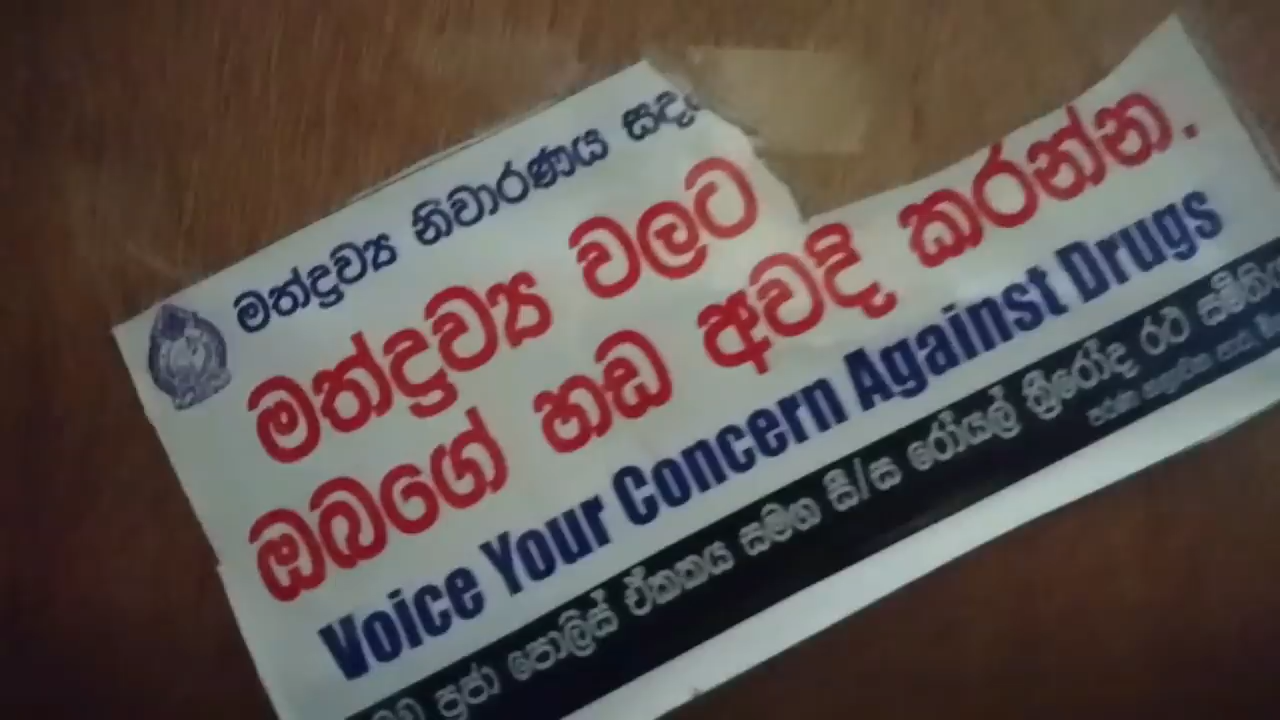 මත්ද්‍රව්‍ය නිවාරණය
මත්ද්‍රව්‍ය වලට
ඔබගේ හඬ අවදි කරන්න.
Voice Your Concern Against Drugs
ප්‍රජා පොලිස් ඒකකය සමඟ සී/ස රෝයල් ත්‍රීරෝද රථ